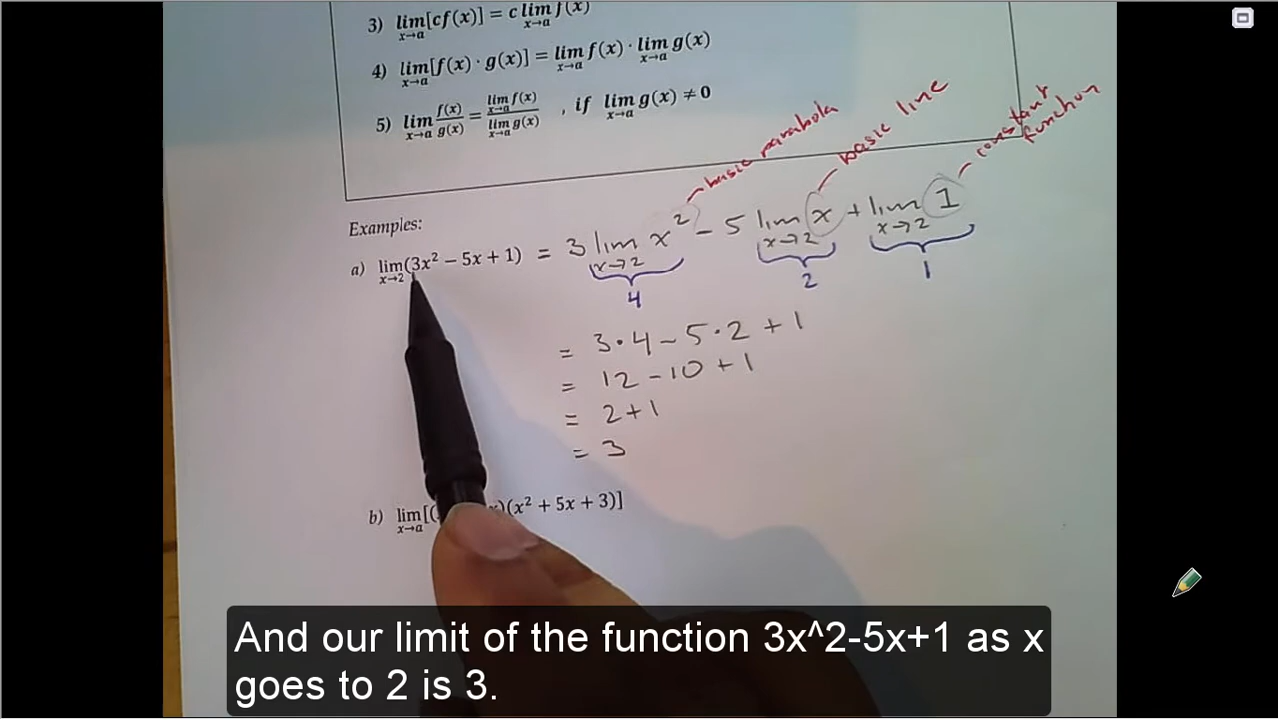 3) lim[cf(x)] = c lim f(x)
x→a x→a
4) lim[f(x) · g(x)] = lim f(x) · lim g(x)
x→a x→a x→a
5) lim f(x)/g(x) = lim f(x) / lim g(x) , if lim g(x) ≠ 0
x→a x→a x→a x→a
basic parabola
basic line
constant function
Examples:
a) lim(3x² − 5x + 1) = 3 lim x² − 5 lim x + lim 1
x→2 x→2 x→2 x→2
4 2 1
= 3·4 − 5·2 + 1
= 12 − 10 + 1
= 2 + 1
= 3
b) lim[( )(x² + 5x + 3)]
x→a
And our limit of the function 3x^2-5x+1 as x
goes to 2 is 3.